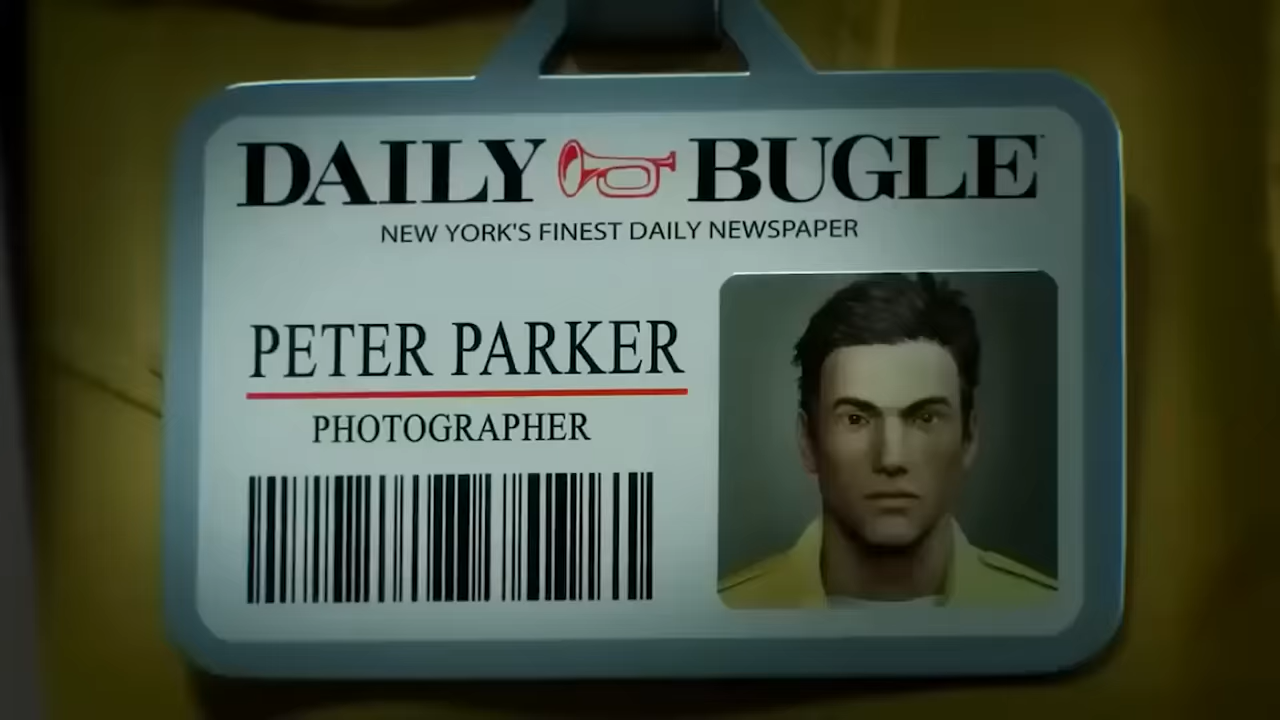 DAILY BUGLE
NEW YORK'S FINEST DAILY NEWSPAPER
PETER PARKER
PHOTOGRAPHER